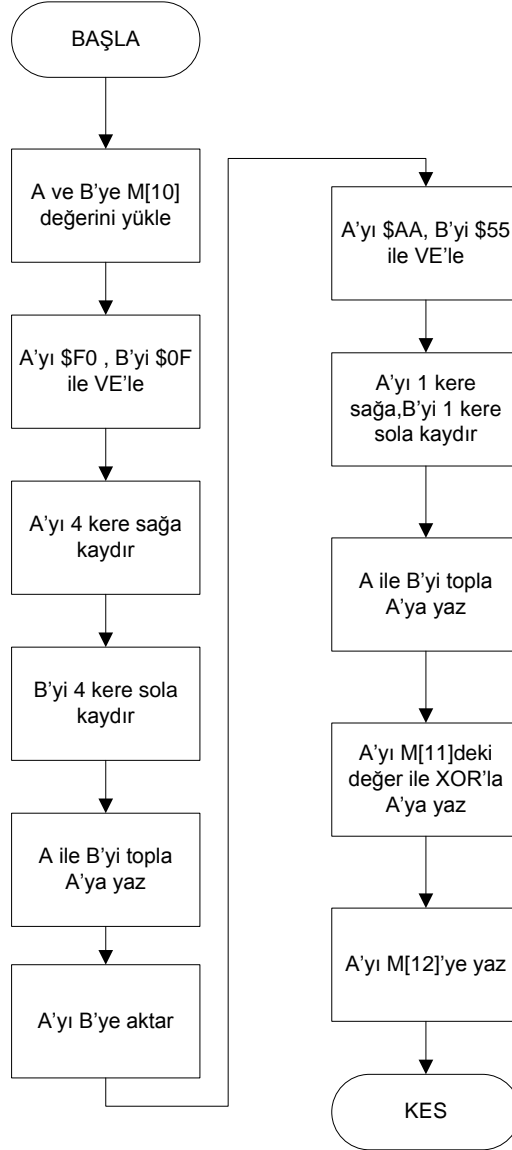 BAŞLA
A ve B'ye M[10]
değerini yükle
A'yı $F0 , B'yi $0F
ile VE'le
A'yı 4 kere sağa
kaydır
B'yi 4 kere sola
kaydır
A ile B'yi topla
A'ya yaz
A'yı B'ye aktar
A'yı $AA, B'yi $55
ile VE'le
A'yı 1 kere
sağa,B'yi 1 kere
sola kaydır
A ile B'yi topla
A'ya yaz
A'yı M[11]deki
değer ile XOR'la
A'ya yaz
A'yı M[12]'ye yaz
KES